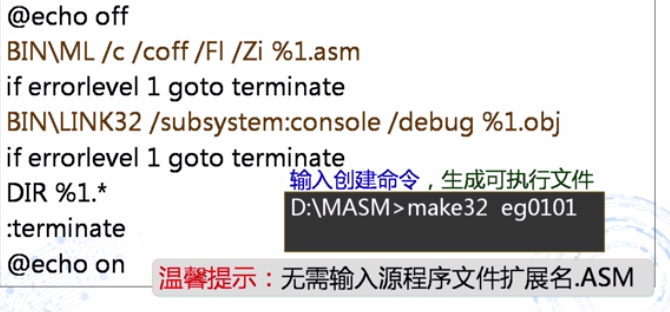 @echo off
BIN\ML /c /coff /Fl /Zi %1.asm
if errorlevel 1 goto terminate
BIN\LINK32 /subsystem:console /debug %1.obj
if errorlevel 1 goto terminate
DIR %1.*
:terminate
@echo on
输入创建命令，生成可执行文件
D:\MASM>make32  eg0101
温馨提示：无需输入源程序文件扩展名.ASM